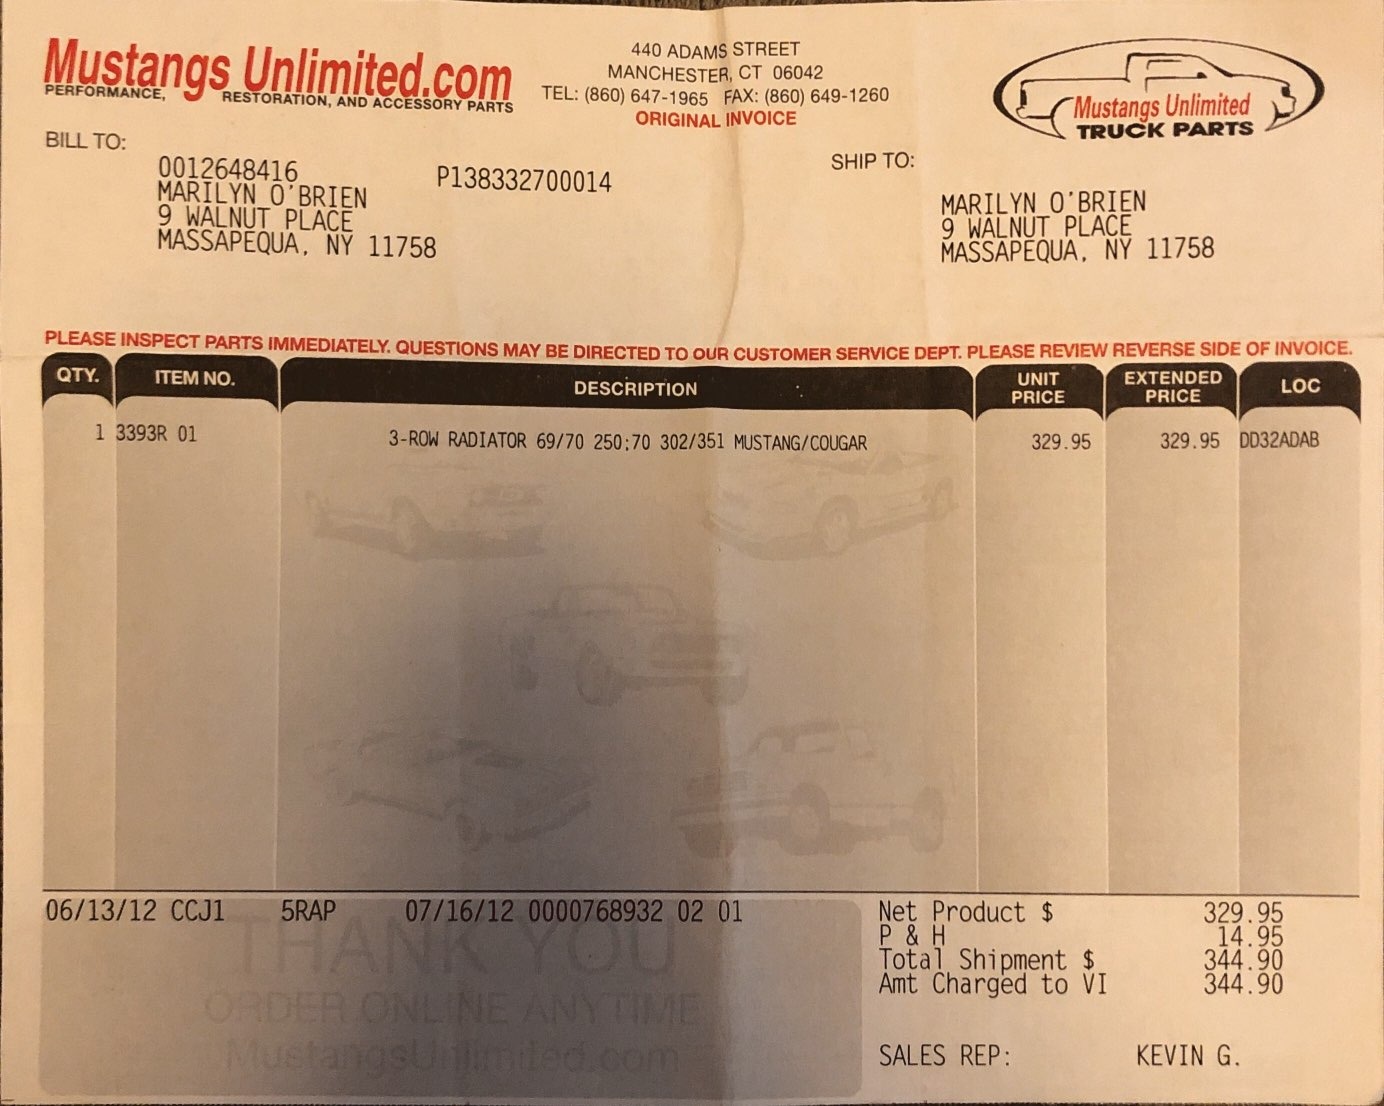 Mustangs Unlimited.com
PERFORMANCE, RESTORATION, AND ACCESSORY PARTS
440 ADAMS STREET
MANCHESTER, CT 06042
TEL: (860) 647-1965 FAX: (860) 649-1260
ORIGINAL INVOICE
Mustangs Unlimited
TRUCK PARTS
BILL TO:
0012648416 P138332700014
MARILYN O'BRIEN
9 WALNUT PLACE
MASSAPEQUA, NY 11758
SHIP TO:
MARILYN O'BRIEN
9 WALNUT PLACE
MASSAPEQUA, NY 11758
PLEASE INSPECT PARTS IMMEDIATELY. QUESTIONS MAY BE DIRECTED TO OUR CUSTOMER SERVICE DEPT. PLEASE REVIEW REVERSE SIDE OF INVOICE.
QTY. ITEM NO. DESCRIPTION UNIT PRICE EXTENDED PRICE LOC
1 3393R 01 3-ROW RADIATOR 69/70 250;70 302/351 MUSTANG/COUGAR 329.95 329.95 DD32ADAB
06/13/12 CCJ1 5RAP 07/16/12 0000768932 02 01
THANK YOU
ORDER ONLINE ANYTIME
MustangsUnlimited.com
Net Product $ 329.95
P & H 14.95
Total Shipment $ 344.90
Amt Charged to VI 344.90
SALES REP: KEVIN G.